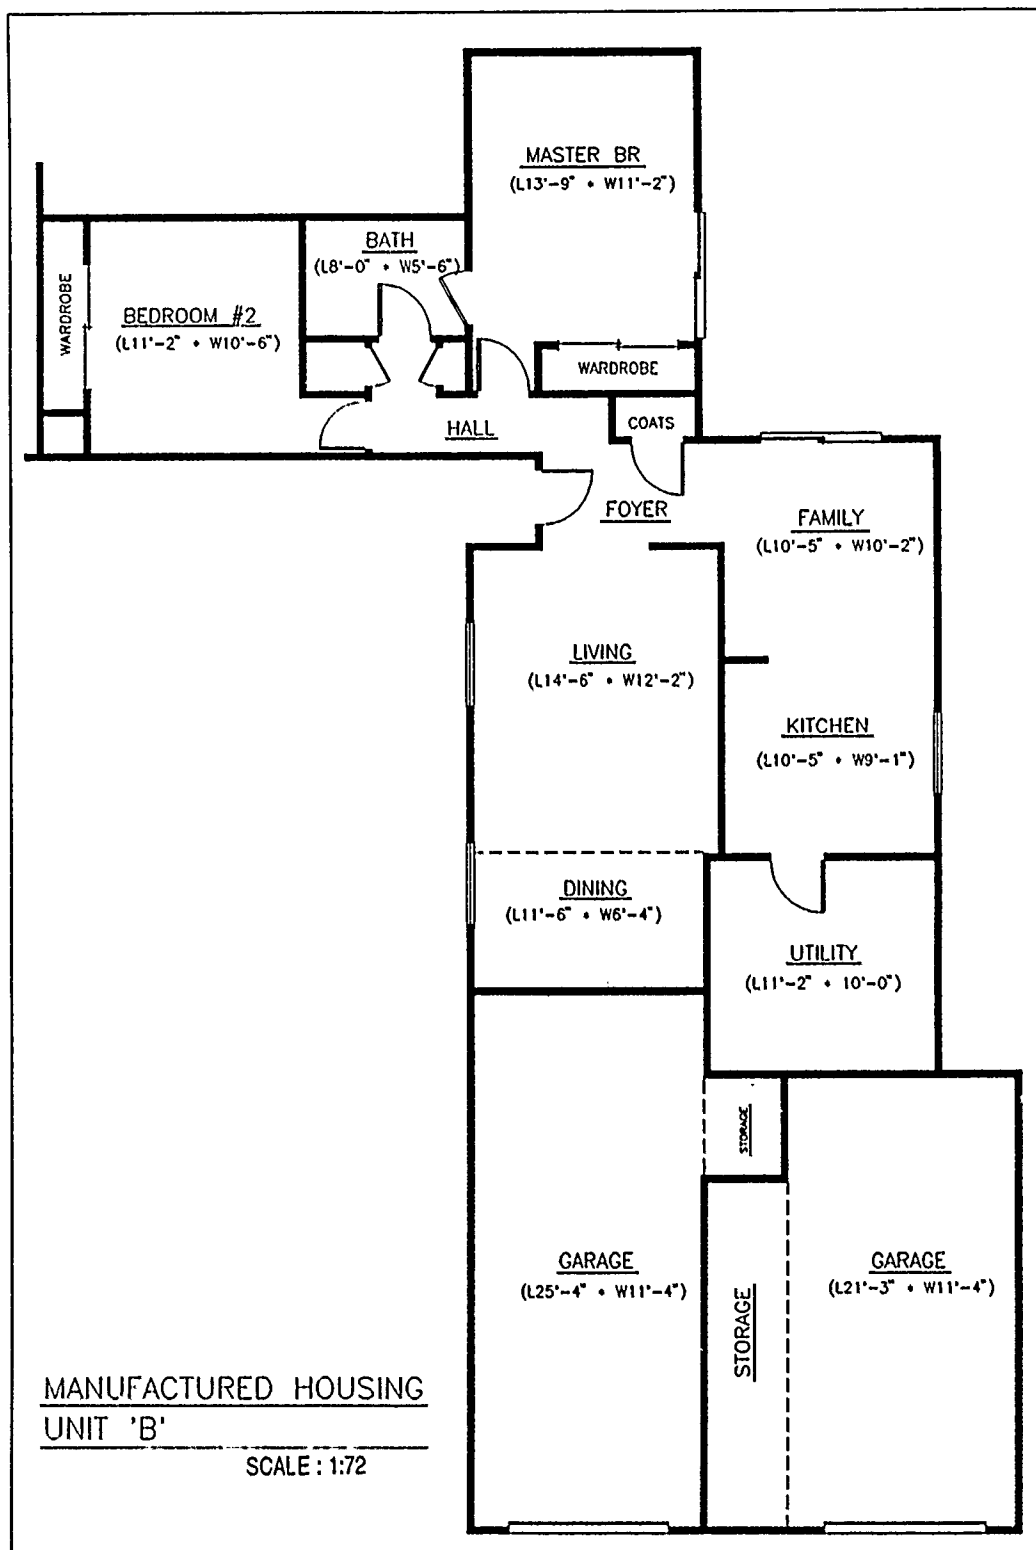 MASTER BR
(L13'-9" * W11'-2")
BATH
(L8'-0" * W5'-6")
WARDROBE
BEDROOM #2
(L11'-2" * W10'-6")
WARDROBE
HALL
COATS
FOYER
FAMILY
(L10'-5" * W10'-2")
LIVING
(L14'-6" * W12'-2")
KITCHEN
(L10'-5" * W9'-1")
DINING
(L11'-6" * W6'-4")
UTILITY
(L11'-2" * 10'-0")
STORAGE
GARAGE
(L25'-4" * W11'-4")
GARAGE
(L21'-3" * W11'-4")
STORAGE
MANUFACTURED HOUSING
UNIT 'B'
SCALE : 1:72